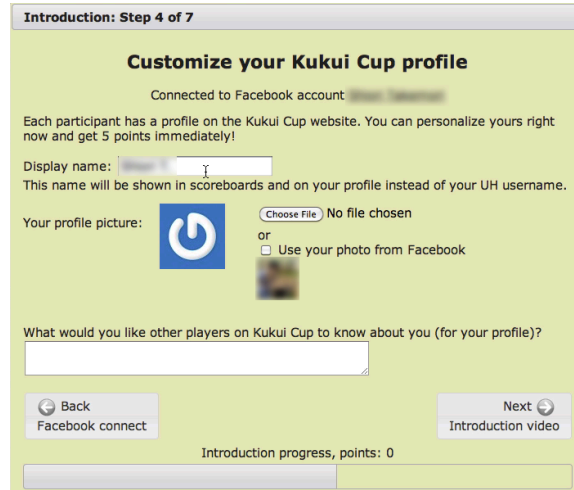 Introduction: Step 4 of 7
Customize your Kukui Cup profile
Connected to Facebook account
Each participant has a profile on the Kukui Cup website. You can personalize yours right
now and get 5 points immediately!
Display name:
This name will be shown in scoreboards and on your profile instead of your UH username.
Your profile picture:
Choose File No file chosen
or
Use your photo from Facebook
What would you like other players on Kukui Cup to know about you (for your profile)?
Back
Facebook connect
Next
Introduction video
Introduction progress, points: 0